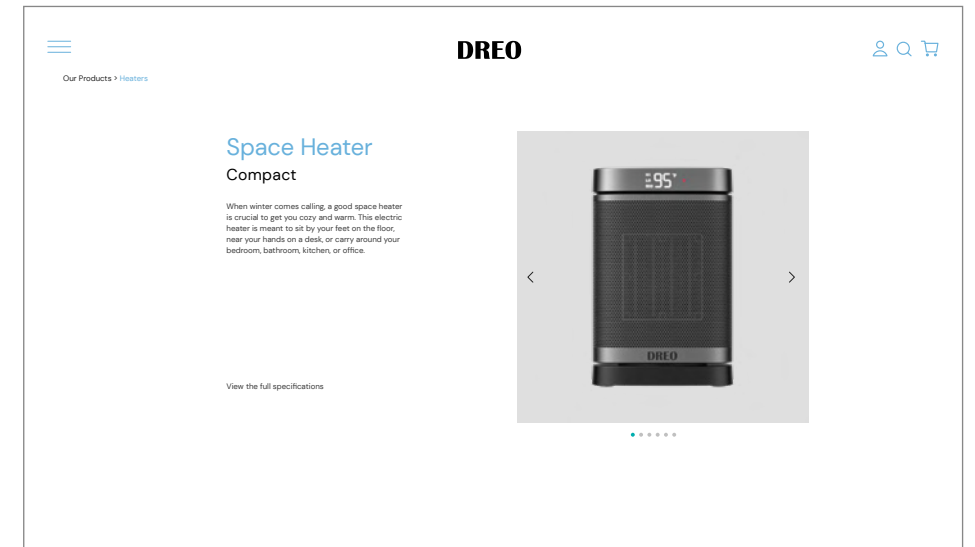 DREO
Our Products > Heaters
Space Heater
Compact
When winter comes calling, a good space heater
is crucial to get you cozy and warm. This electric
heater is meant to sit by your feet on the floor,
near your hands on a desk, or carry around your
bedroom, bathroom, kitchen, or office.
View the full specifications
95°
DREO